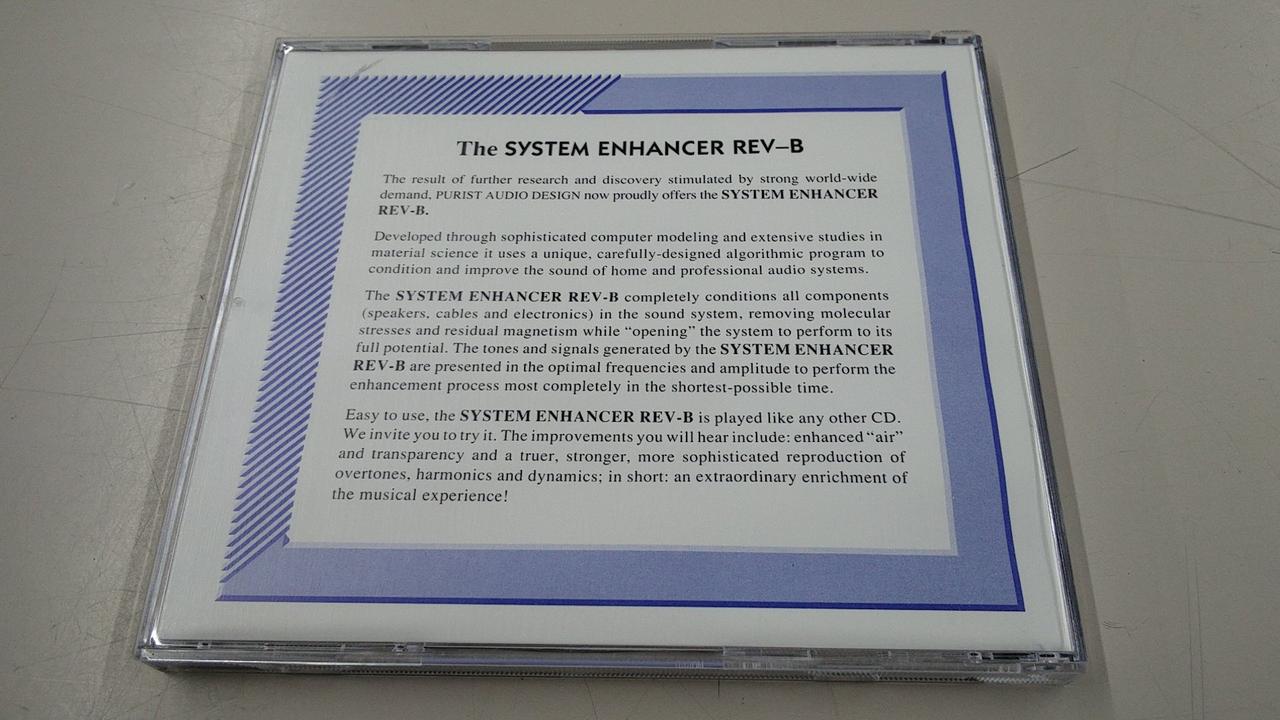 The SYSTEM ENHANCER REV–B
The result of further research and discovery stimulated by strong world-wide
demand, PURIST AUDIO DESIGN now proudly offers the SYSTEM ENHANCER
REV-B.
Developed through sophisticated computer modeling and extensive studies in
material science it uses a unique, carefully-designed algorithmic program to
condition and improve the sound of home and professional audio systems.
The SYSTEM ENHANCER REV-B completely conditions all components
(speakers, cables and electronics) in the sound system, removing molecular
stresses and residual magnetism while “opening” the system to perform to its
full potential. The tones and signals generated by the SYSTEM ENHANCER
REV-B are presented in the optimal frequencies and amplitude to perform the
enhancement process most completely in the shortest-possible time.
Easy to use, the SYSTEM ENHANCER REV-B is played like any other CD.
We invite you to try it. The improvements you will hear include: enhanced “air”
and transparency and a truer, stronger, more sophisticated reproduction of
overtones, harmonics and dynamics; in short: an extraordinary enrichment of
the musical experience!